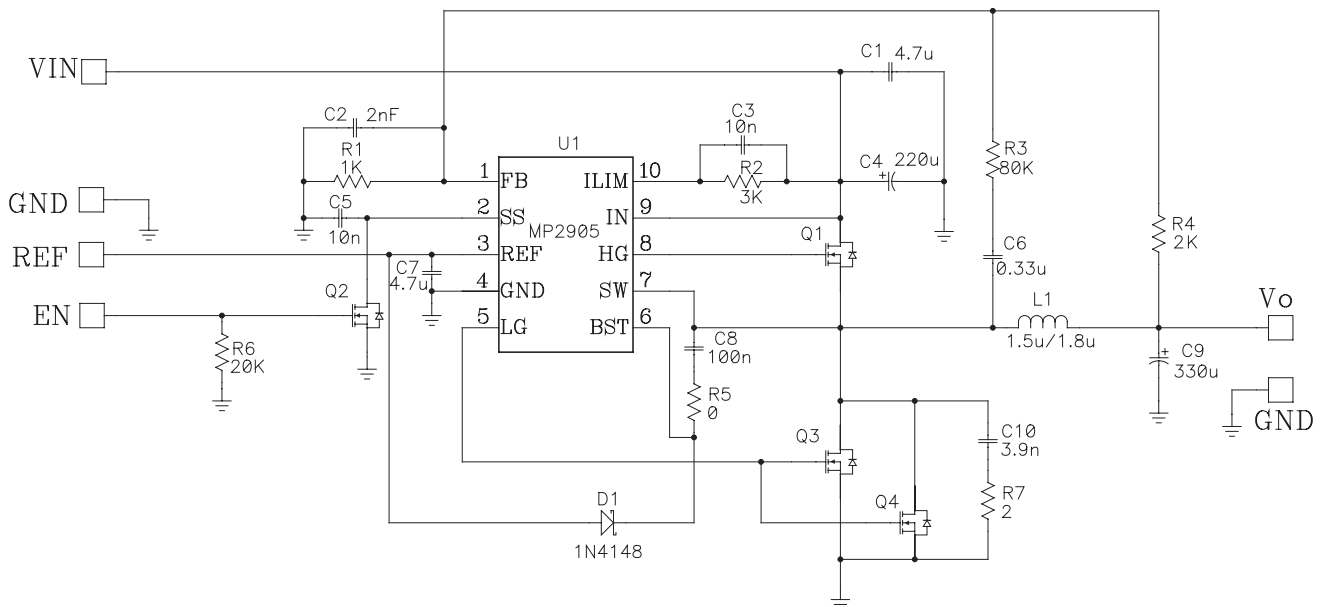 VIN
GND
REF
EN
C2 2nF
R1
1K
C5
10n
Q2
R6
20K
C7
4.7u
U1
MP2905
1 FB
2 SS
3 REF
4 GND
5 LG
ILIM 10
IN 9
HG 8
SW 7
BST 6
C3
10n
R2
3K
C1 4.7u
C4 220u
+
Q1
R3
80K
C6
0.33u
R4
2K
L1
1.5u/1.8u
Vo
C8
100n
R5
0
+ C9
330u
GND
Q3
Q4
C10
3.9n
R7
2
D1
1N4148